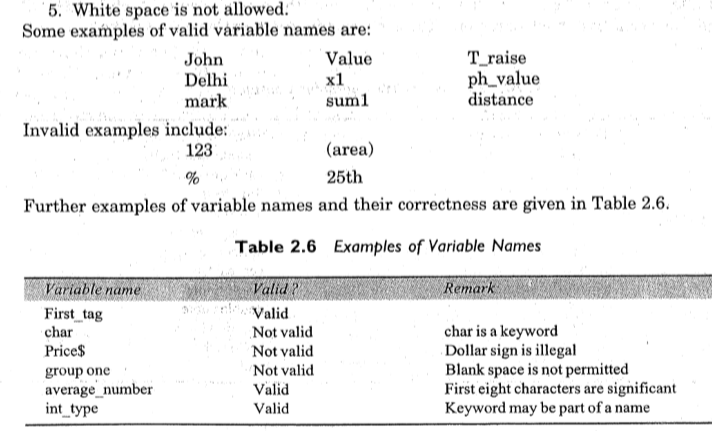 5. White space is not allowed.
Some examples of valid variable names are:
John Value T_raise
Delhi x1 ph_value
mark sum1 distance
Invalid examples include:
123 (area)
% 25th
Further examples of variable names and their correctness are given in Table 2.6.
Table 2.6 Examples of Variable Names
Variable name Valid ? Remark
First_tag Valid
char Not valid char is a keyword
Price$ Not valid Dollar sign is illegal
group one Not valid Blank space is not permitted
average_number Valid First eight characters are significant
int_type Valid Keyword may be part of a name